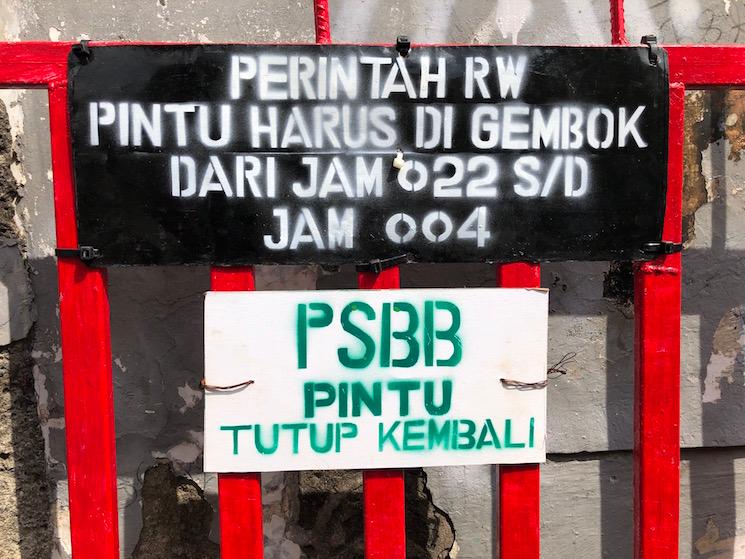 PERINTAH RW
PINTU HARUS DI GEMBOK
DARI JAM 022 S/D
JAM 004
PSBB
PINTU
TUTUP KEMBALI